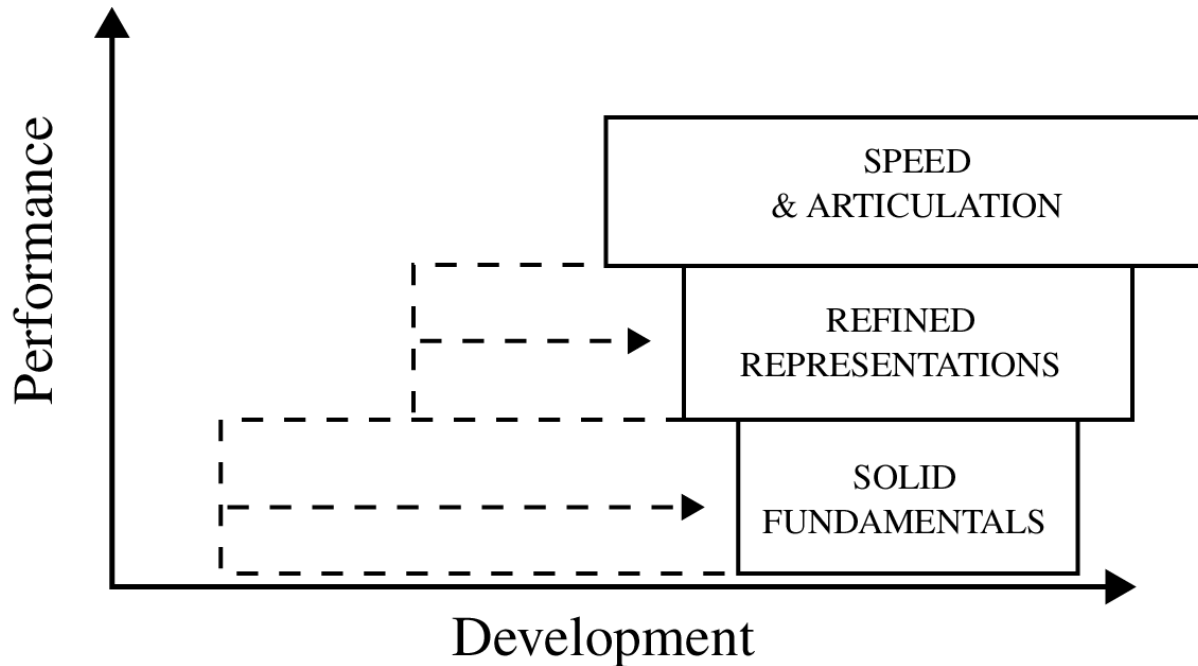 Performance
SPEED
& ARTICULATION
REFINED
REPRESENTATIONS
SOLID
FUNDAMENTALS
Development